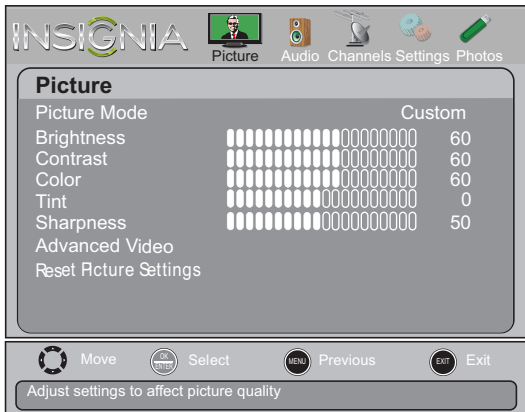 INSIGNIA
Picture Audio Channels Settings Photos
Picture
Picture Mode Custom
Brightness 60
Contrast 60
Color 60
Tint 0
Sharpness 50
Advanced Video
Reset Picture Settings
Move OK ENTER Select MENU Previous EXIT Exit
Adjust settings to affect picture quality